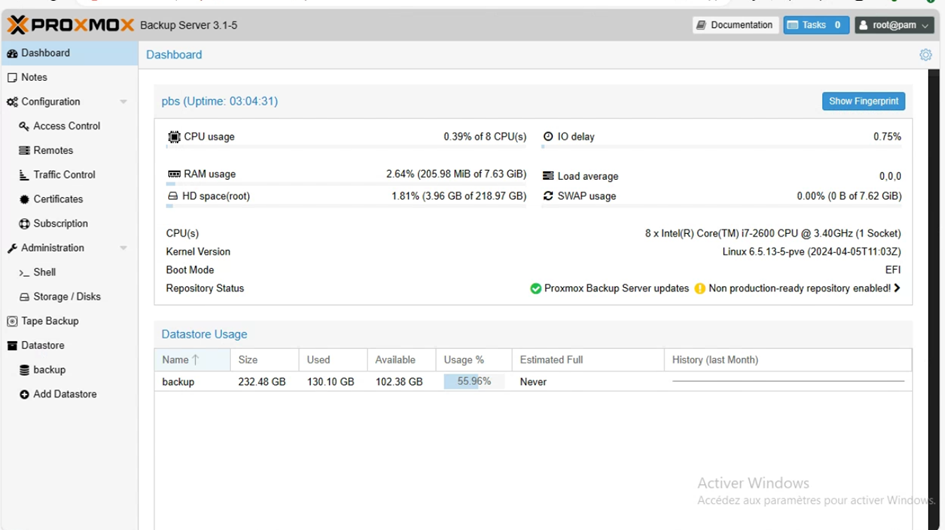 PROXMOX Backup Server 3.1-5
Documentation
Tasks 0
root@pam
Dashboard
Notes
Configuration
Access Control
Remotes
Traffic Control
Certificates
Subscription
Administration
Shell
Storage / Disks
Tape Backup
Datastore
backup
Add Datastore
Dashboard
pbs (Uptime: 03:04:31)
Show Fingerprint
CPU usage 0.39% of 8 CPU(s)
IO delay 0.75%
RAM usage 2.64% (205.98 MiB of 7.63 GiB)
Load average 0,0,0
HD space(root) 1.81% (3.96 GB of 218.97 GB)
SWAP usage 0.00% (0 B of 7.62 GiB)
CPU(s) 8 x Intel(R) Core(TM) i7-2600 CPU @ 3.40GHz (1 Socket)
Kernel Version Linux 6.5.13-5-pve (2024-04-05T11:03Z)
Boot Mode EFI
Repository Status Proxmox Backup Server updates Non production-ready repository enabled!
Datastore Usage
Name Size Used Available Usage % Estimated Full History (last Month)
backup 232.48 GB 130.10 GB 102.38 GB 55.96% Never
Activer Windows
Accédez aux paramètres pour activer Windows.